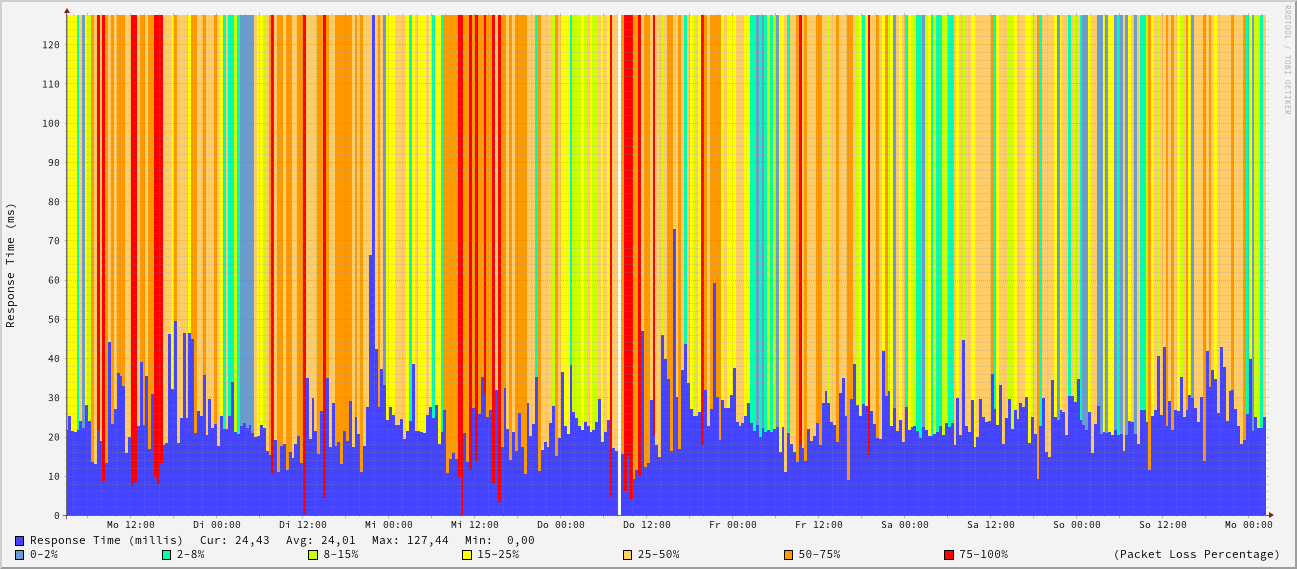 RRDTOOL / TOBI OETIKER
Response Time (ms)
120
110
100
90
80
70
60
50
40
30
20
10
0
Mo 12:00 Di 00:00 Di 12:00 Mi 00:00 Mi 12:00 Do 00:00 Do 12:00 Fr 00:00 Fr 12:00 Sa 00:00 Sa 12:00 So 00:00 So 12:00 Mo 00:00
Response Time (millis) Cur: 24,43 Avg: 24,01 Max: 127,44 Min: 0,00
0-2% 2-8% 8-15% 15-25% 25-50% 50-75% 75-100% (Packet Loss Percentage)